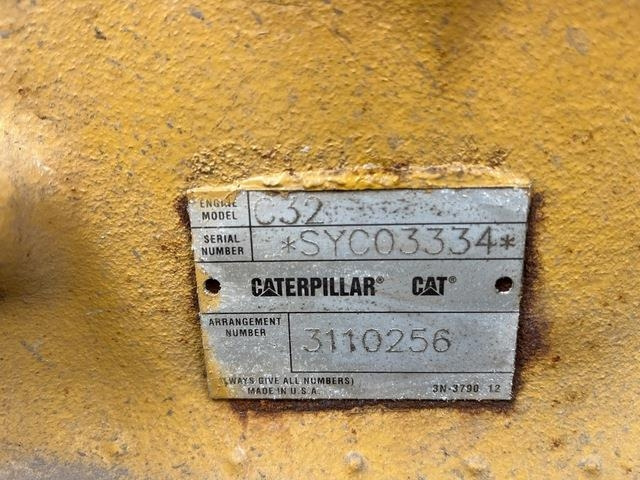 ENGINE MODEL C32
SERIAL NUMBER *SYC03334*
CATERPILLAR® CAT®
ARRANGEMENT NUMBER 3110256
(ALWAYS GIVE ALL NUMBERS)
MADE IN U.S.A. 3N-3790 12